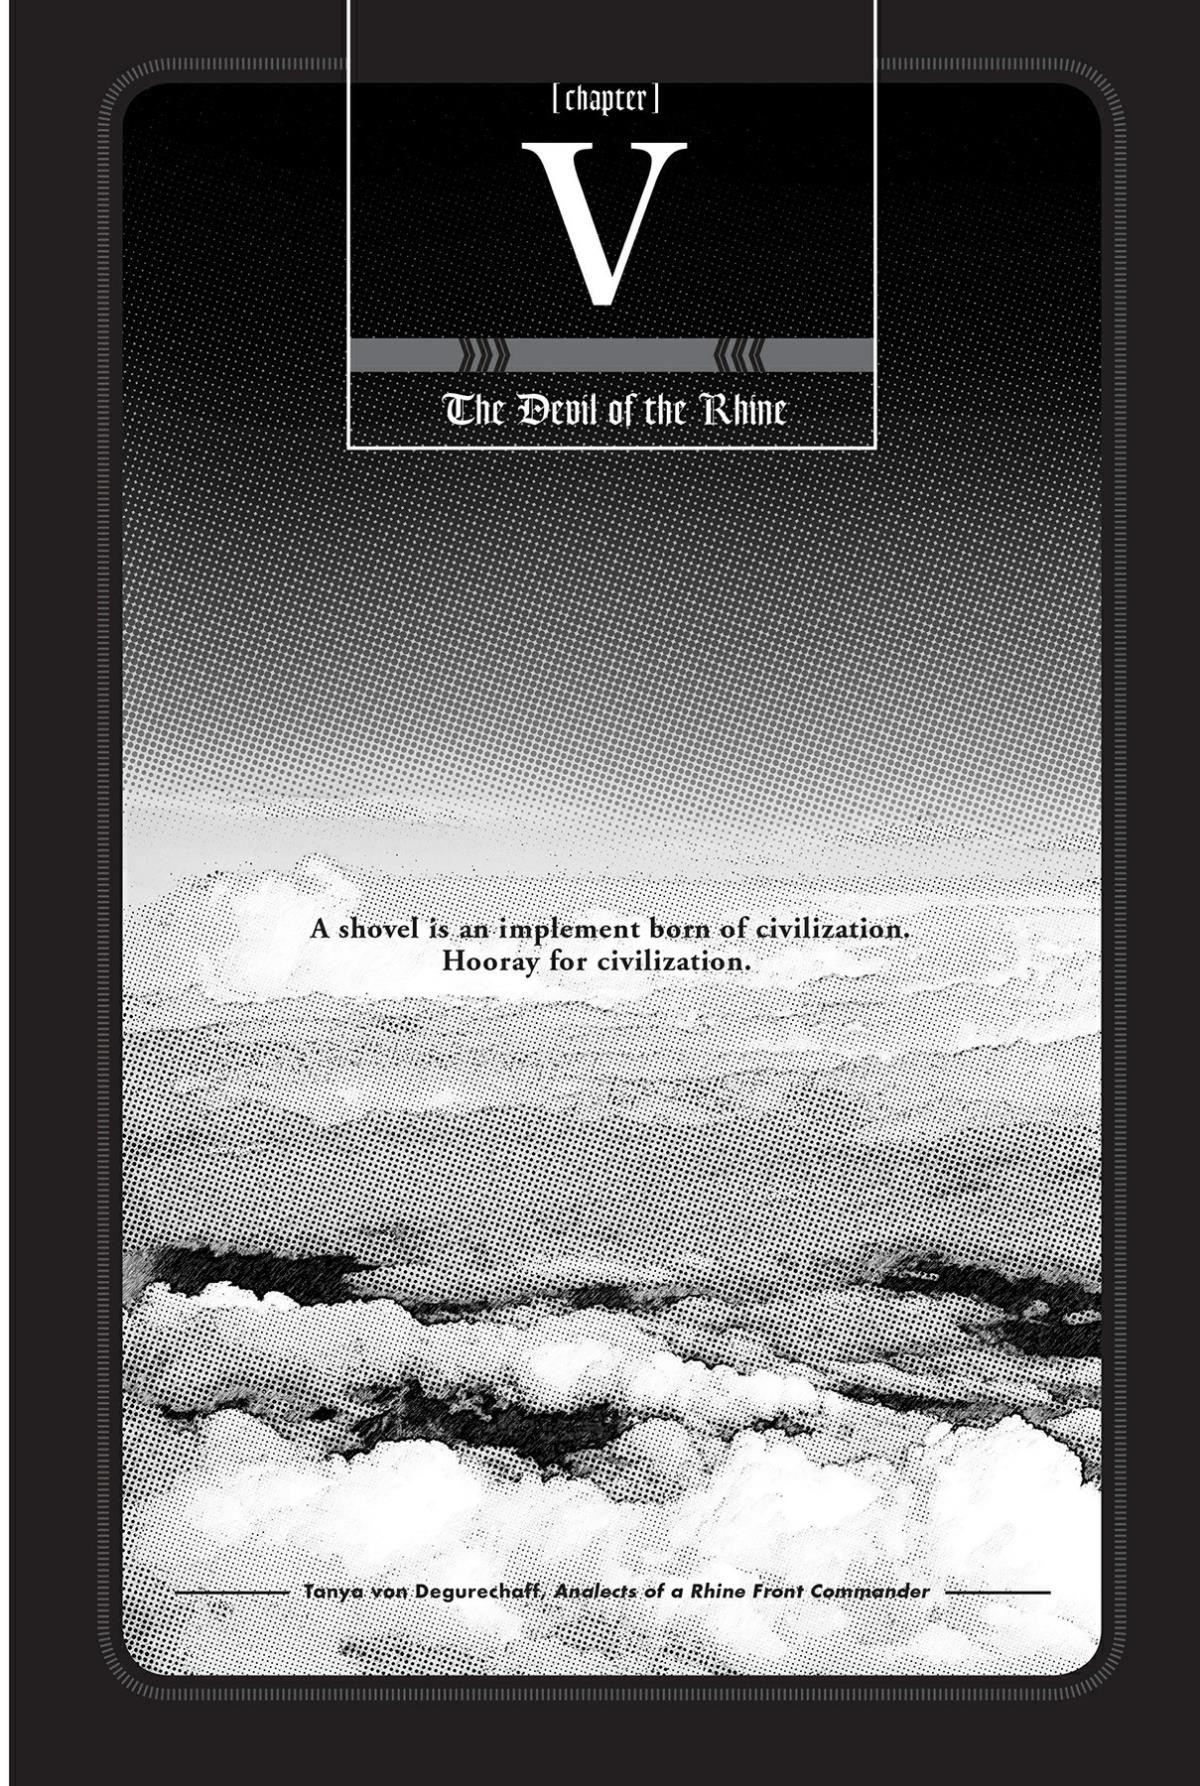 [chapter]
V
The Devil of the Rhine
A shovel is an implement born of civilization.
Hooray for civilization.
Tanya von Degurechaff, Analects of a Rhine Front Commander